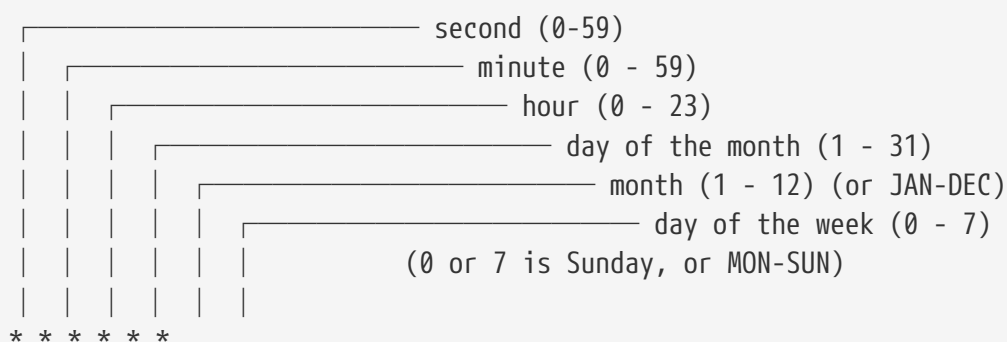 second (0-59)
minute (0 - 59)
hour (0 - 23)
day of the month (1 - 31)
month (1 - 12) (or JAN-DEC)
day of the week (0 - 7)
(0 or 7 is Sunday, or MON-SUN)
* * * * * *